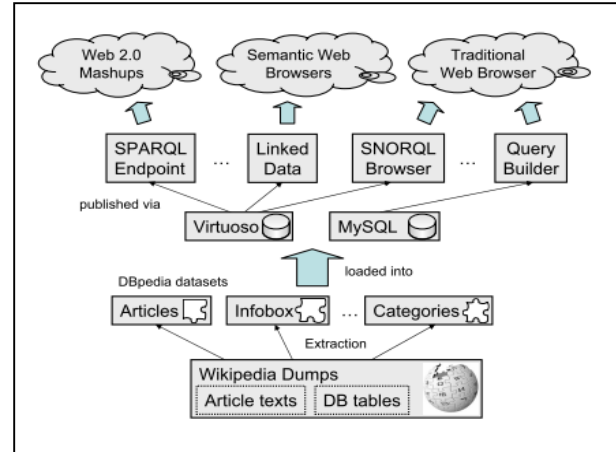 Web 2.0
Mashups
Semantic Web
Browsers
Traditional
Web Browser
SPARQL
Endpoint
...
Linked
Data
SNORQL
Browser
...
Query
Builder
published via
Virtuoso
MySQL
loaded into
DBpedia datasets
Articles
Infobox
...
Categories
Extraction
Wikipedia Dumps
Article texts
DB tables